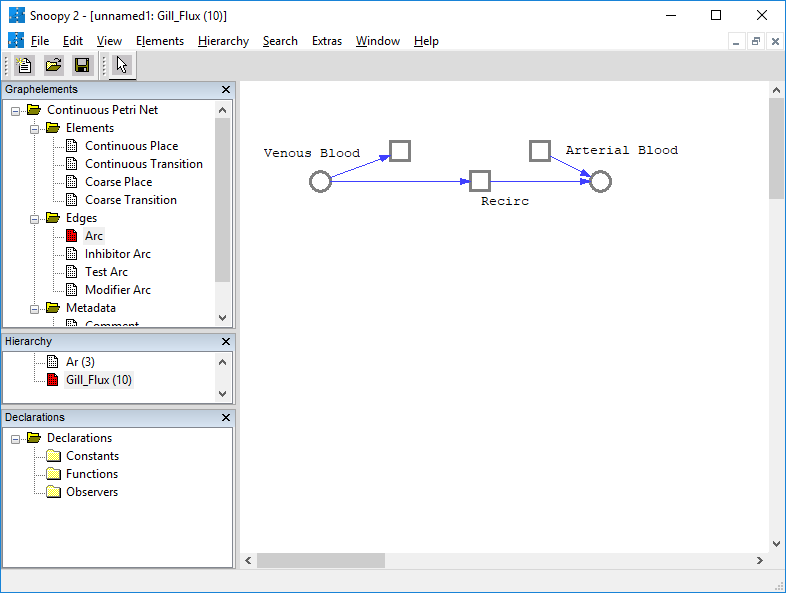 Snoopy 2 - [unnamed1: Gill_Flux (10)]
File Edit View Elements Hierarchy Search Extras Window Help
Graphelements
Continuous Petri Net
Elements
Continuous Place
Continuous Transition
Coarse Place
Coarse Transition
Edges
Arc
Inhibitor Arc
Test Arc
Modifier Arc
Metadata
Comment
Hierarchy
Ar (3)
Gill_Flux (10)
Declarations
Declarations
Constants
Functions
Observers
Venous Blood
Arterial Blood
Recirc